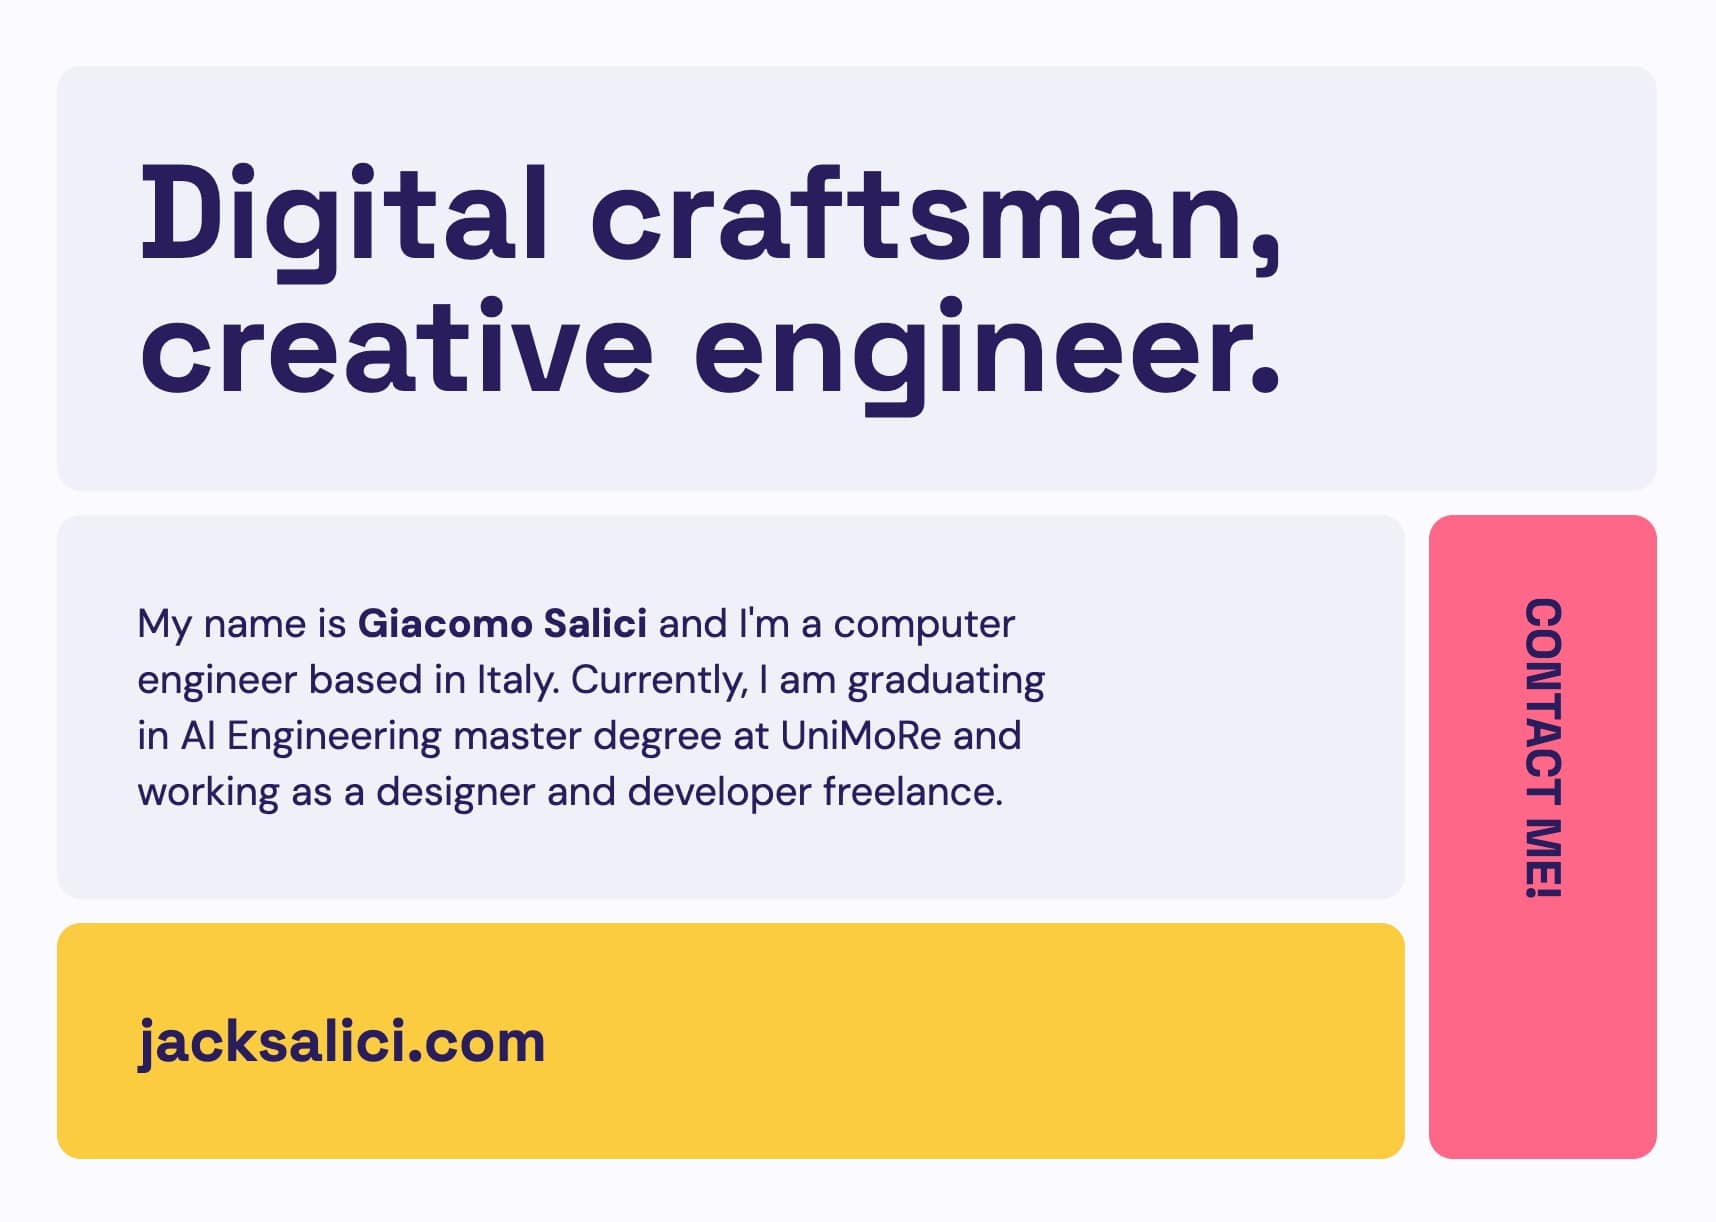 Digital craftsman,
creative engineer.
My name is Giacomo Salici and I'm a computer
engineer based in Italy. Currently, I am graduating
in AI Engineering master degree at UniMoRe and
working as a designer and developer freelance.
CONTACT ME!
jacksalici.com